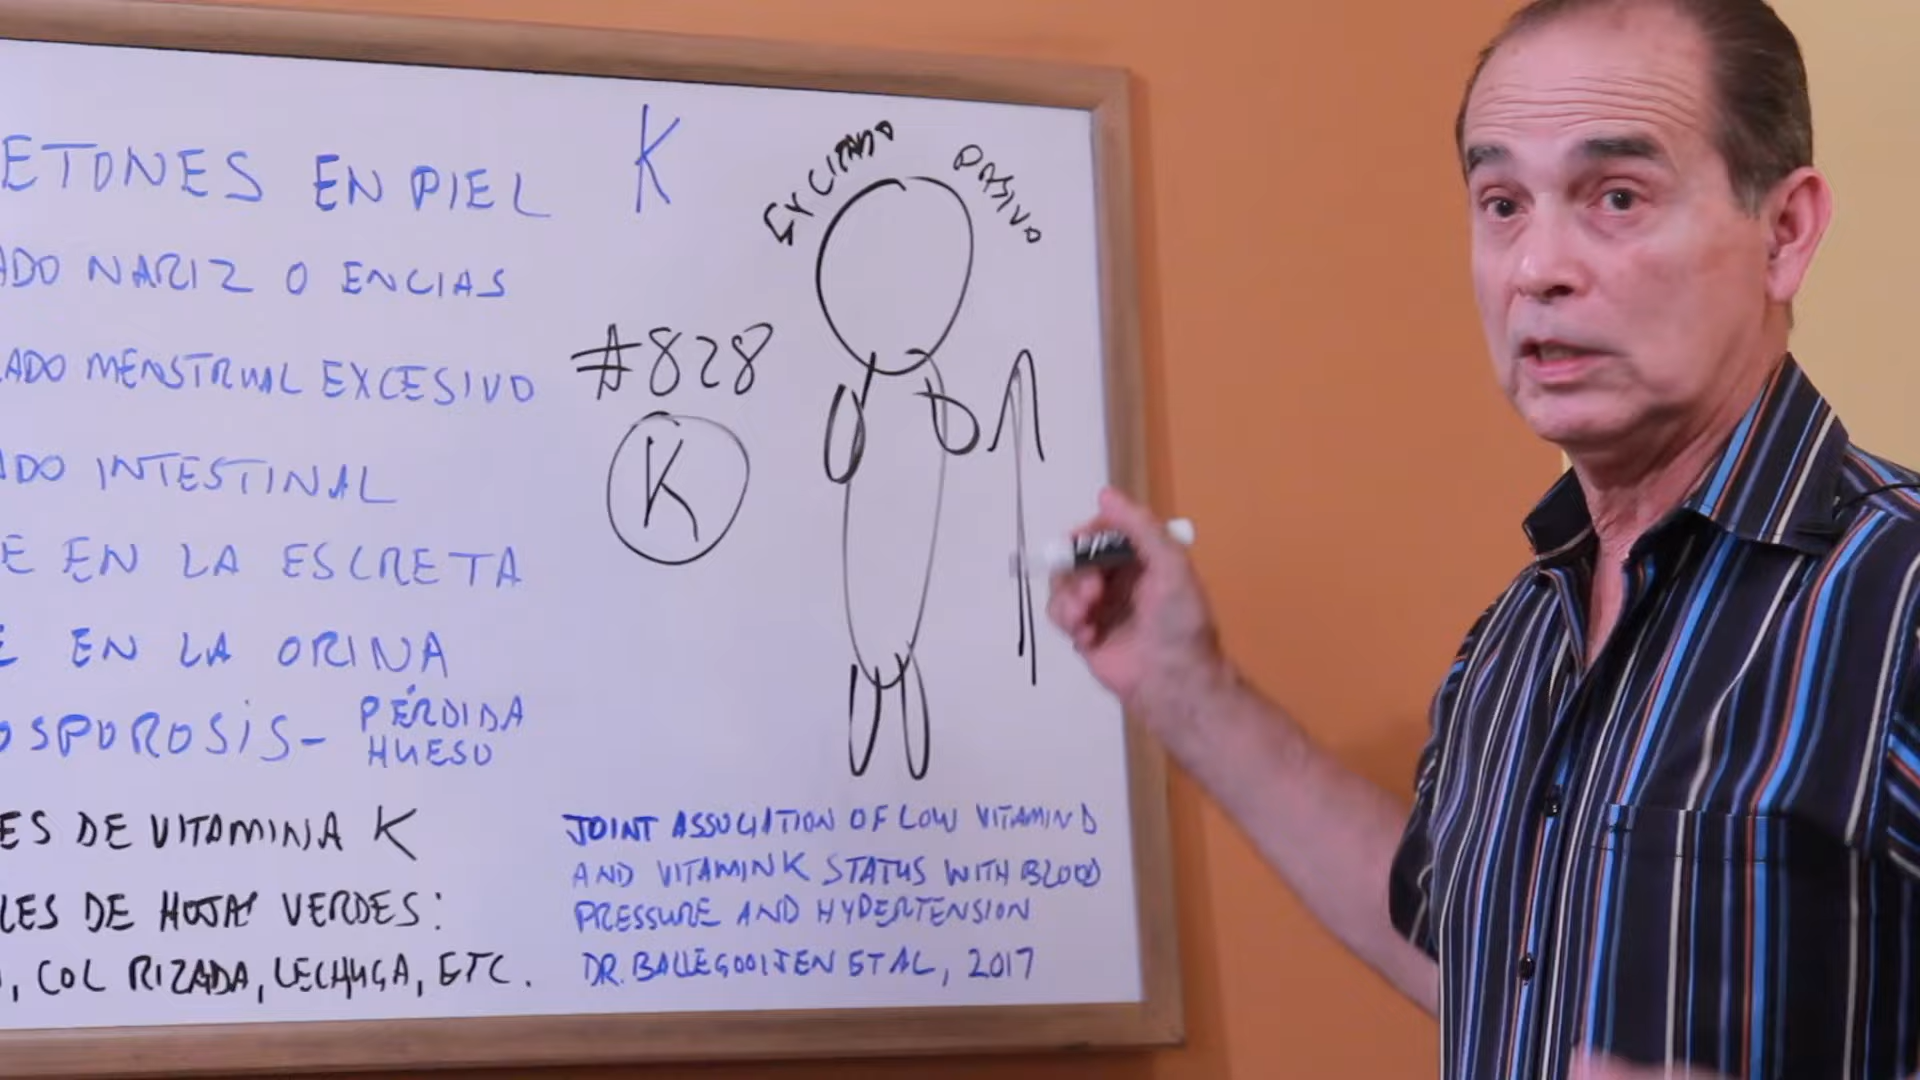 ETONES EN PIEL
ADO NARIZ O ENCIAS
ADO MENSTRUAL EXCESIVO
ADO INTESTINAL
E EN LA ESCRETA
E EN LA ORINA
OSPOROSIS- PÉRDIDA
HUESO
ES DE VITAMINA K
LES DE HOJAS VERDES:
, COL RIZADA, LECHUGA, ETC.
K
#828
K
EXCITADO
PASIVO
JOINT ASSOCIATION OF LOW VITAMIN D
AND VITAMIN K STATUS WITH BLOOD
PRESSURE AND HYPERTENSION
DR. BALLEGOOIJEN ET AL, 2017